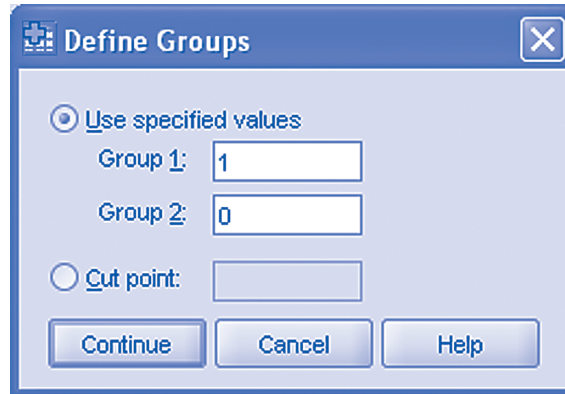 Define Groups
Use specified values
Group 1: 1
Group 2: 0
Cut point:
Continue Cancel Help